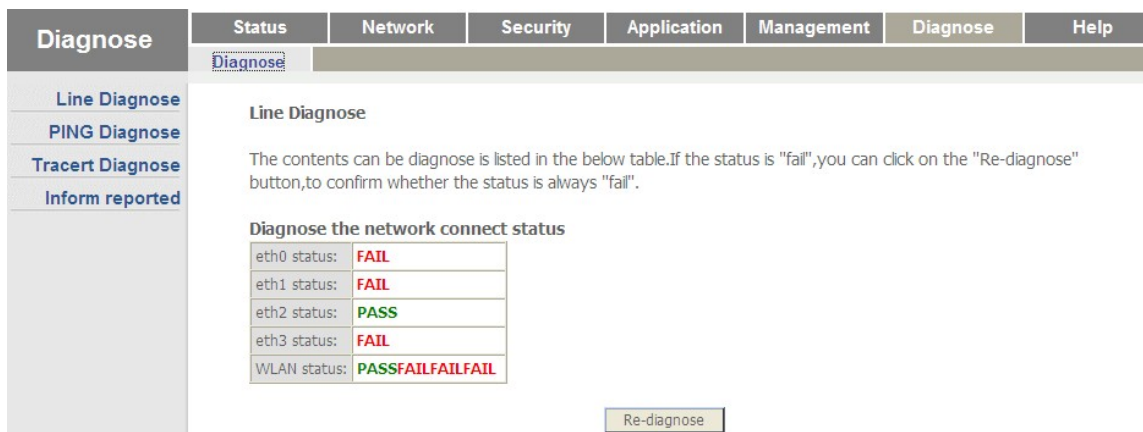 Diagnose
Status Network Security Application Management Diagnose Help
Diagnose
Line Diagnose
PING Diagnose
Tracert Diagnose
Inform reported
Line Diagnose
The contents can be diagnose is listed in the below table.If the status is "fail",you can click on the "Re-diagnose"
button,to confirm whether the status is always "fail".
Diagnose the network connect status
eth0 status: FAIL
eth1 status: FAIL
eth2 status: PASS
eth3 status: FAIL
WLAN status: PASSFAILFAILFAIL
Re-diagnose